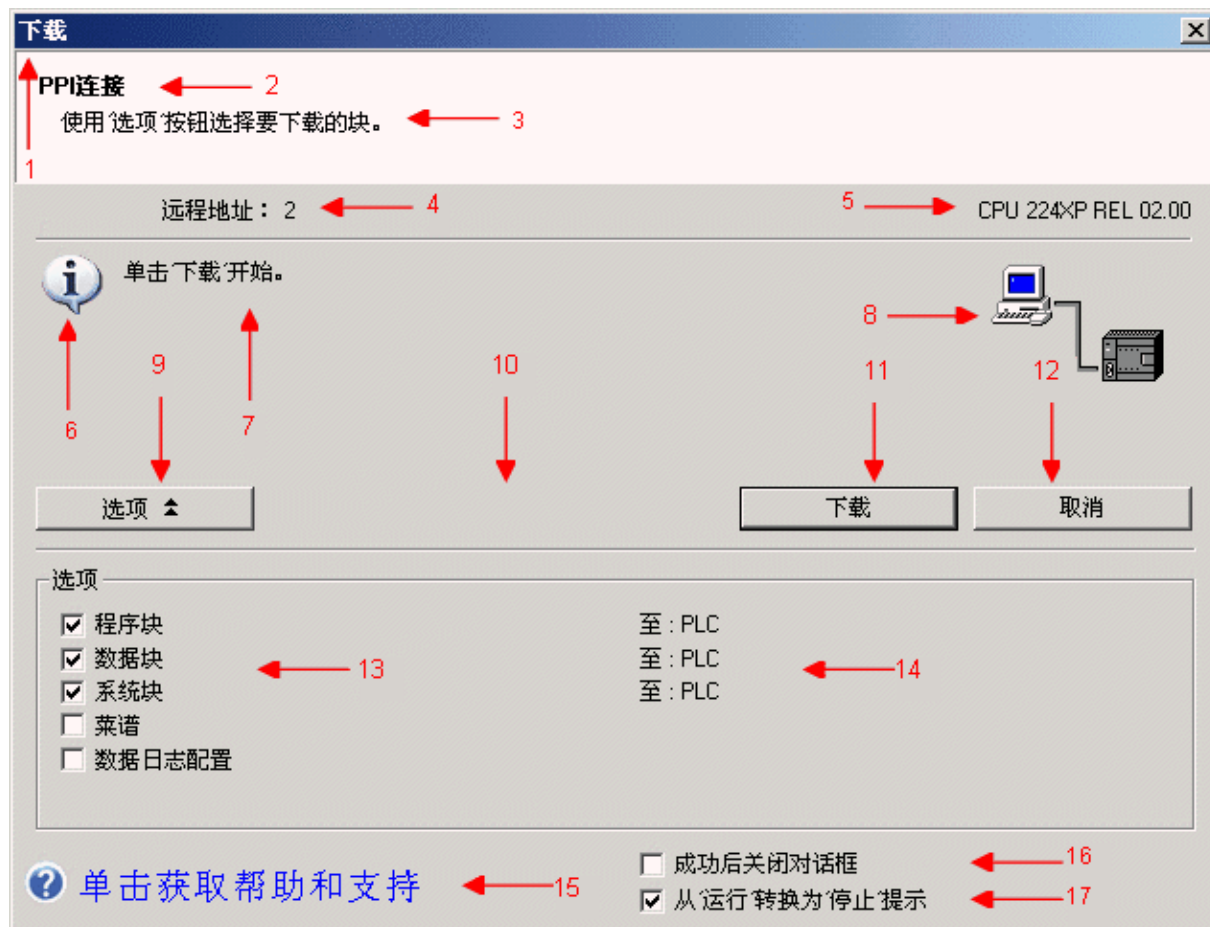 下载
PPI连接 2
使用'选项'按钮选择要下载的块。 3
1
远程地址： 2 4 5 CPU 224XP REL 02.00
单击'下载'开始。
8
9 10 11 12
6 7
选项 下载 取消
选项
程序块 至 : PLC
数据块 至 : PLC
13 14
系统块 至 : PLC
菜谱
数据日志配置
单击获取帮助和支持 15
成功后关闭对话框 16
从'运行'转换为'停止'提示 17